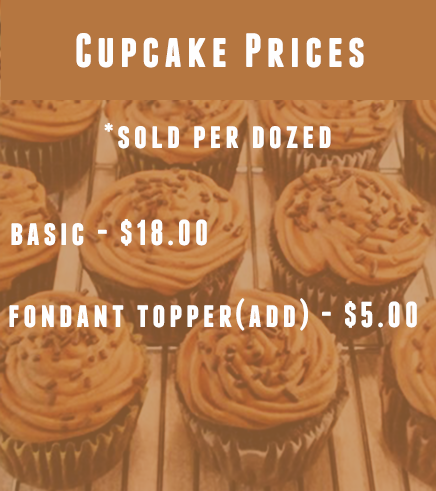 Cupcake Prices
*sold per dozed
basic - $18.00
fondant topper(add) - $5.00